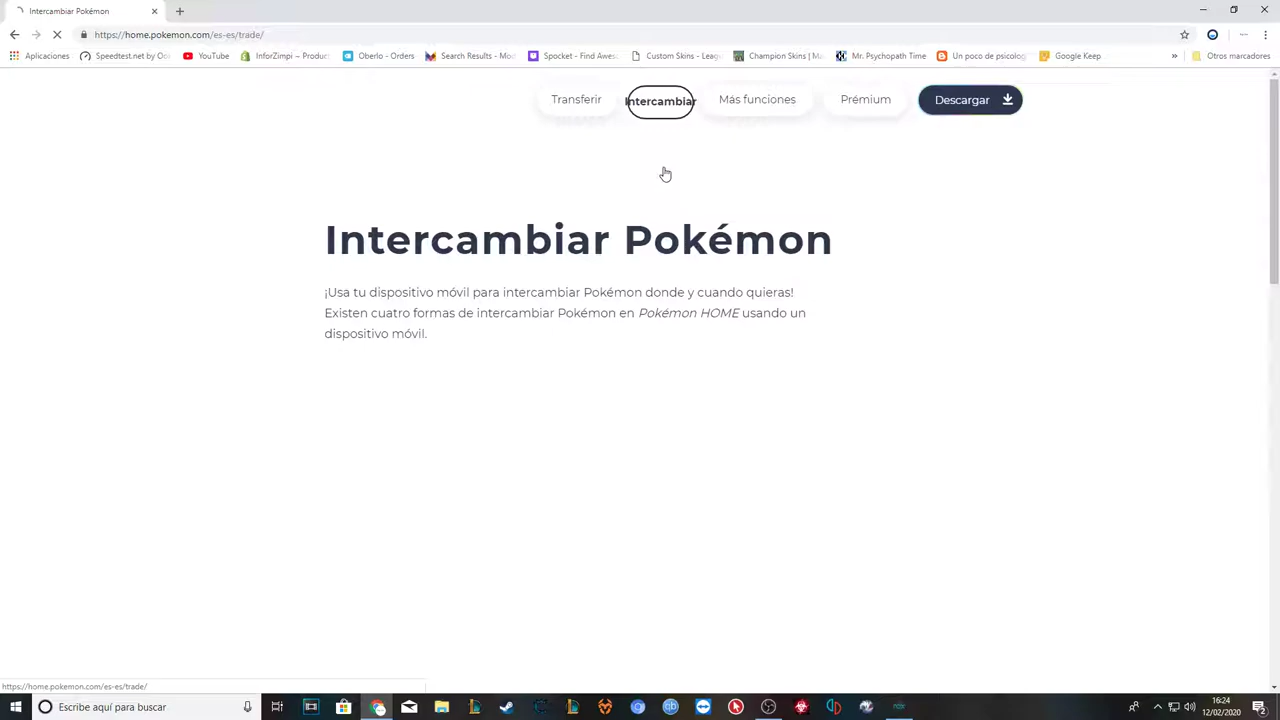 Intercambiar Pokémon
https://home.pokemon.com/es-es/trade/
Aplicaciones
Speedtest.net by Oo
YouTube
InforZimpi – Produc
Oberlo - Orders
Search Results - Mo
Spocket - Find Awes
Custom Skins - Leag
Champion Skins | Ma
Mr. Psychopath Time
Un poco de psicolog
Google Keep
»
Otros marcadores
Transferir
Intercambiar
Más funciones
Prémium
Descargar
Intercambiar Pokémon
¡Usa tu dispositivo móvil para intercambiar Pokémon donde y cuando quieras!
Existen cuatro formas de intercambiar Pokémon en Pokémon HOME usando un
dispositivo móvil.
https://home.pokemon.com/es-es/trade/
Escribe aquí para buscar
16:24
12/02/2020